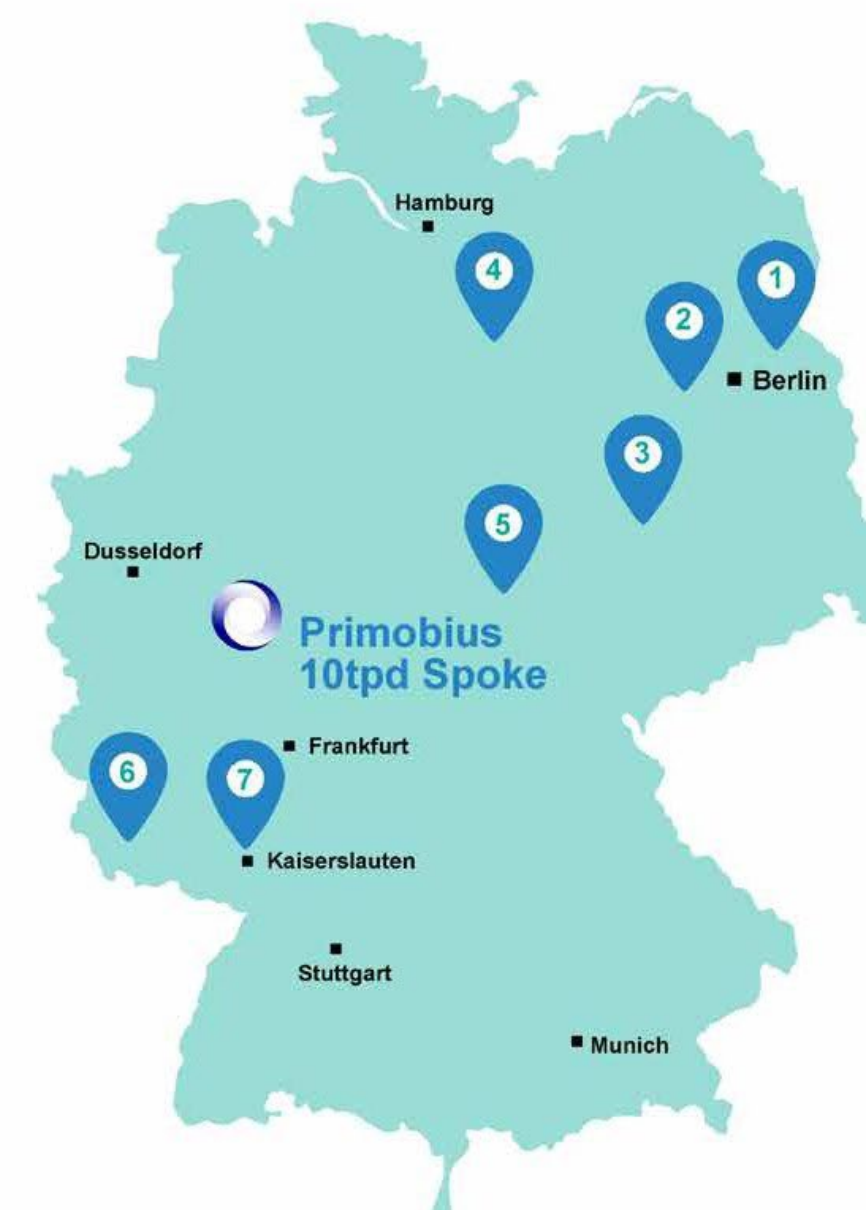 Hamburg
4
1
2
Berlin
3
5
Dusseldorf
Primobius
10tpd Spoke
Frankfurt
6
7
Kaiserslauten
Stuttgart
Munich